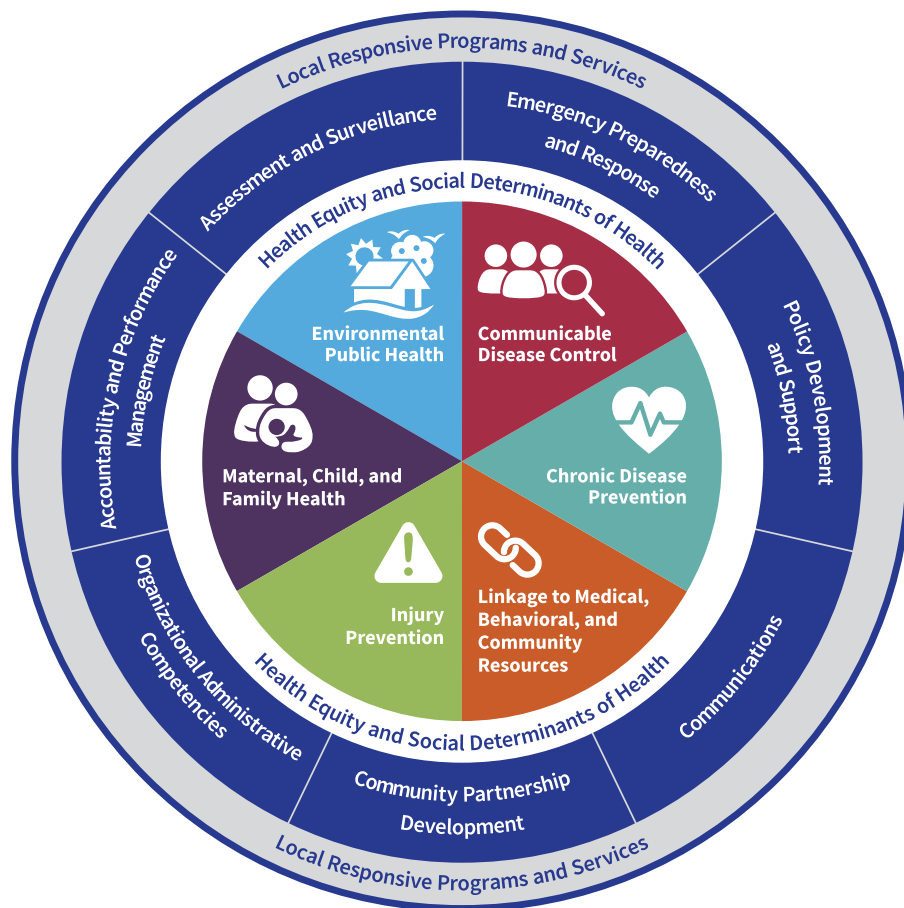 Local Responsive Programs and Services
Assessment and Surveillance
Emergency Preparedness
and Response
Policy Development
and Support
Communications
Community Partnership
Development
Organizational Administrative
Competencies
Accountability and Performance
Management
Health Equity and Social Determinants of Health
Environmental
Public Health
Communicable
Disease Control
Chronic Disease
Prevention
Linkage to Medical,
Behavioral, and
Community
Resources
Injury
Prevention
Maternal, Child, and
Family Health
Health Equity and Social Determinants of Health
Local Responsive Programs and Services